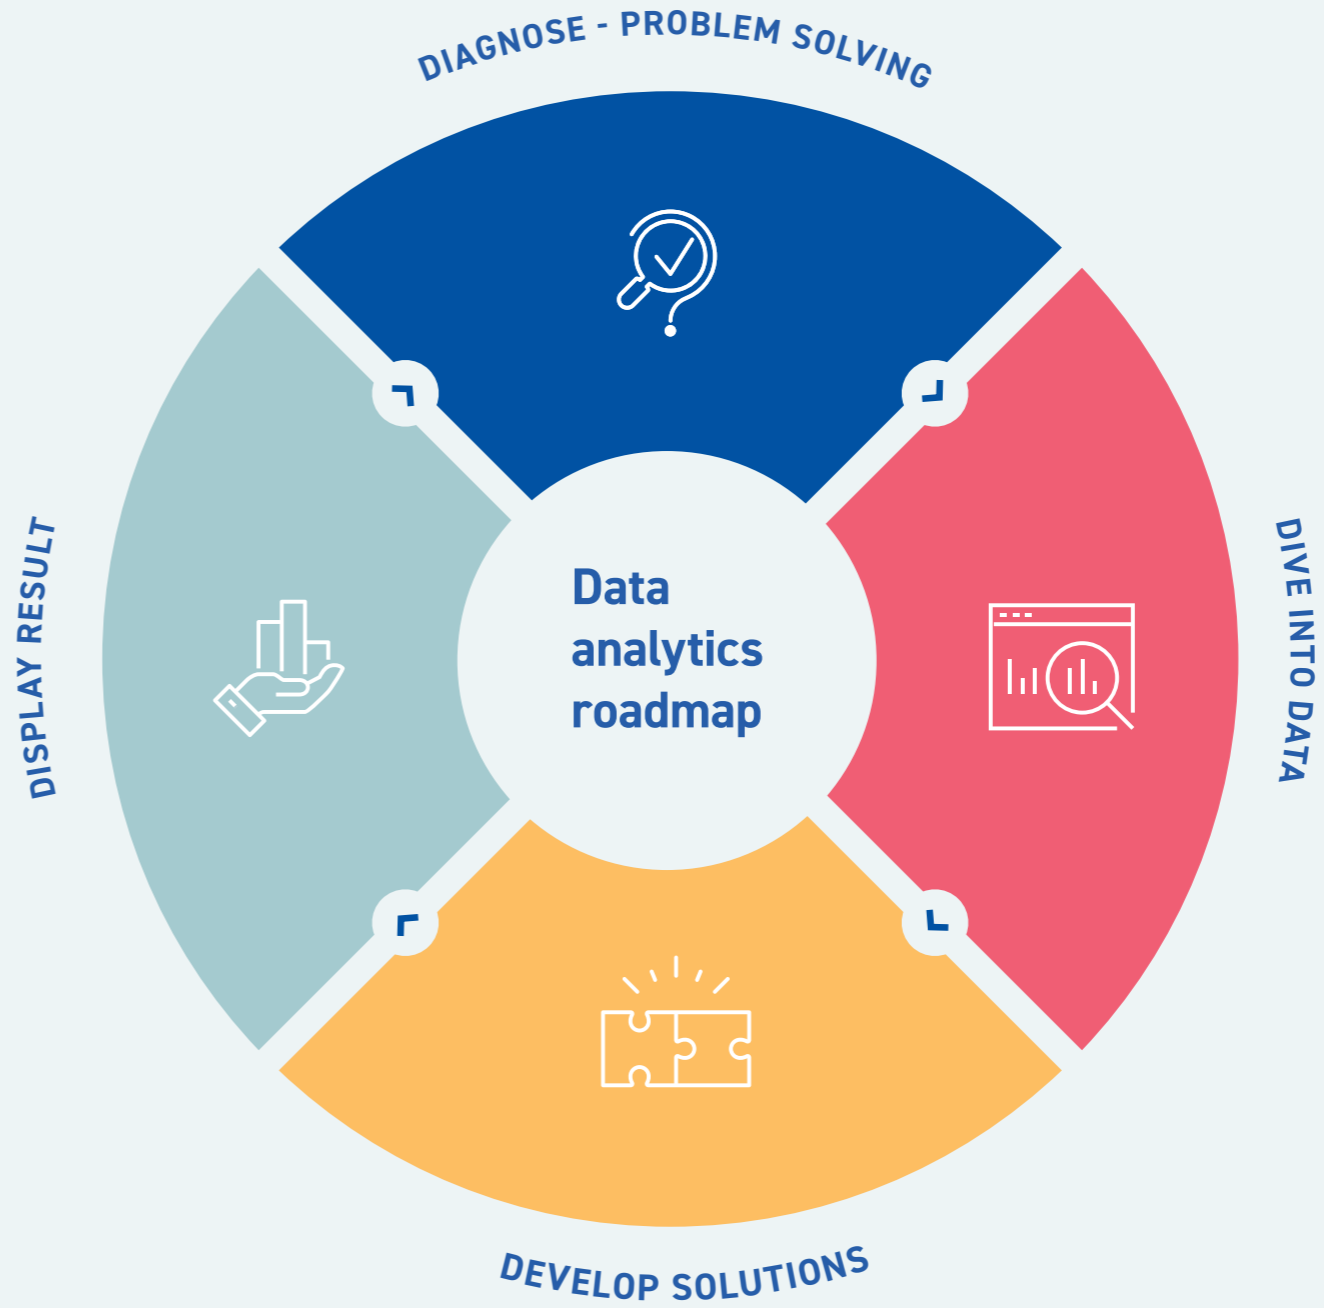 DIAGNOSE - PROBLEM SOLVING
DIVE INTO DATA
DEVELOP SOLUTIONS
DISPLAY RESULT
Data
analytics
roadmap